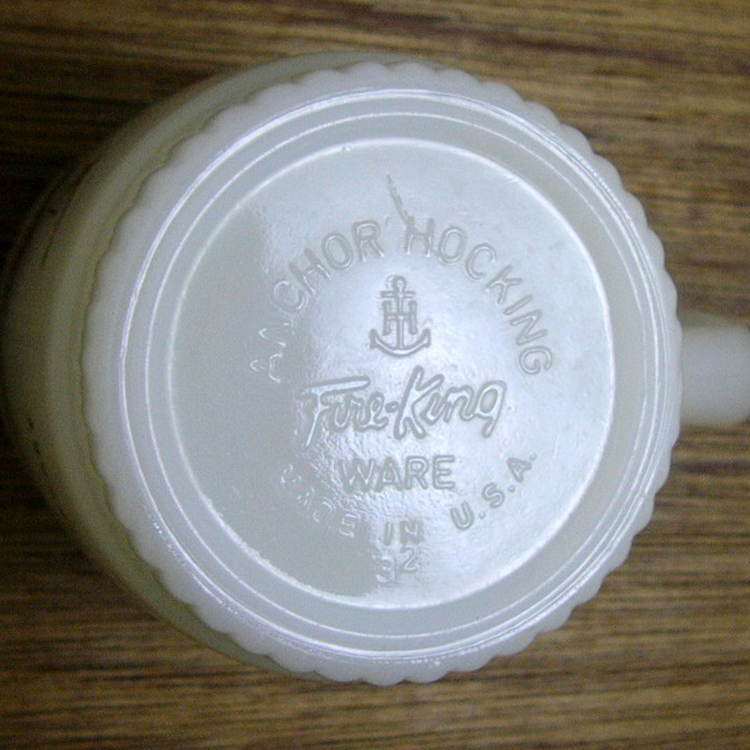 ANCHOR HOCKING
H
Fire-King
WARE
MADE IN U.S.A.
32